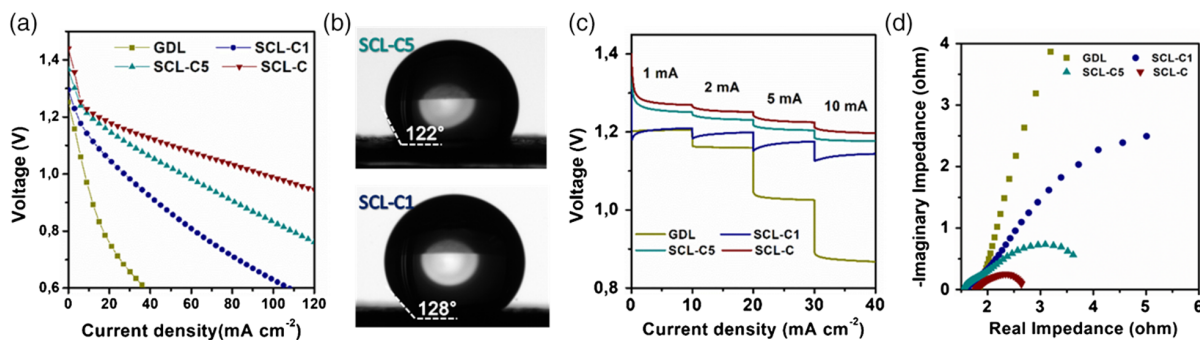 (a)
GDL
SCL-C1
SCL-C5
SCL-C
1,4
1,2
1,0
0,8
0,6
0
20
40
60
80
100
120
Voltage (V)
Current density(mA cm-2)
(b)
SCL-C5
122°
SCL-C1
128°
(c)
1,4
1,2
1,0
0,8
0
10
20
30
40
1 mA
2 mA
5 mA
10 mA
GDL
SCL-C1
SCL-C5
SCL-C
Voltage (V)
Current density (mA cm-2)
(d)
GDL
SCL-C1
SCL-C5
SCL-C
4
3
2
1
0
2
3
4
5
6
-Imaginary Impedance (ohm)
Real Impedance (ohm)